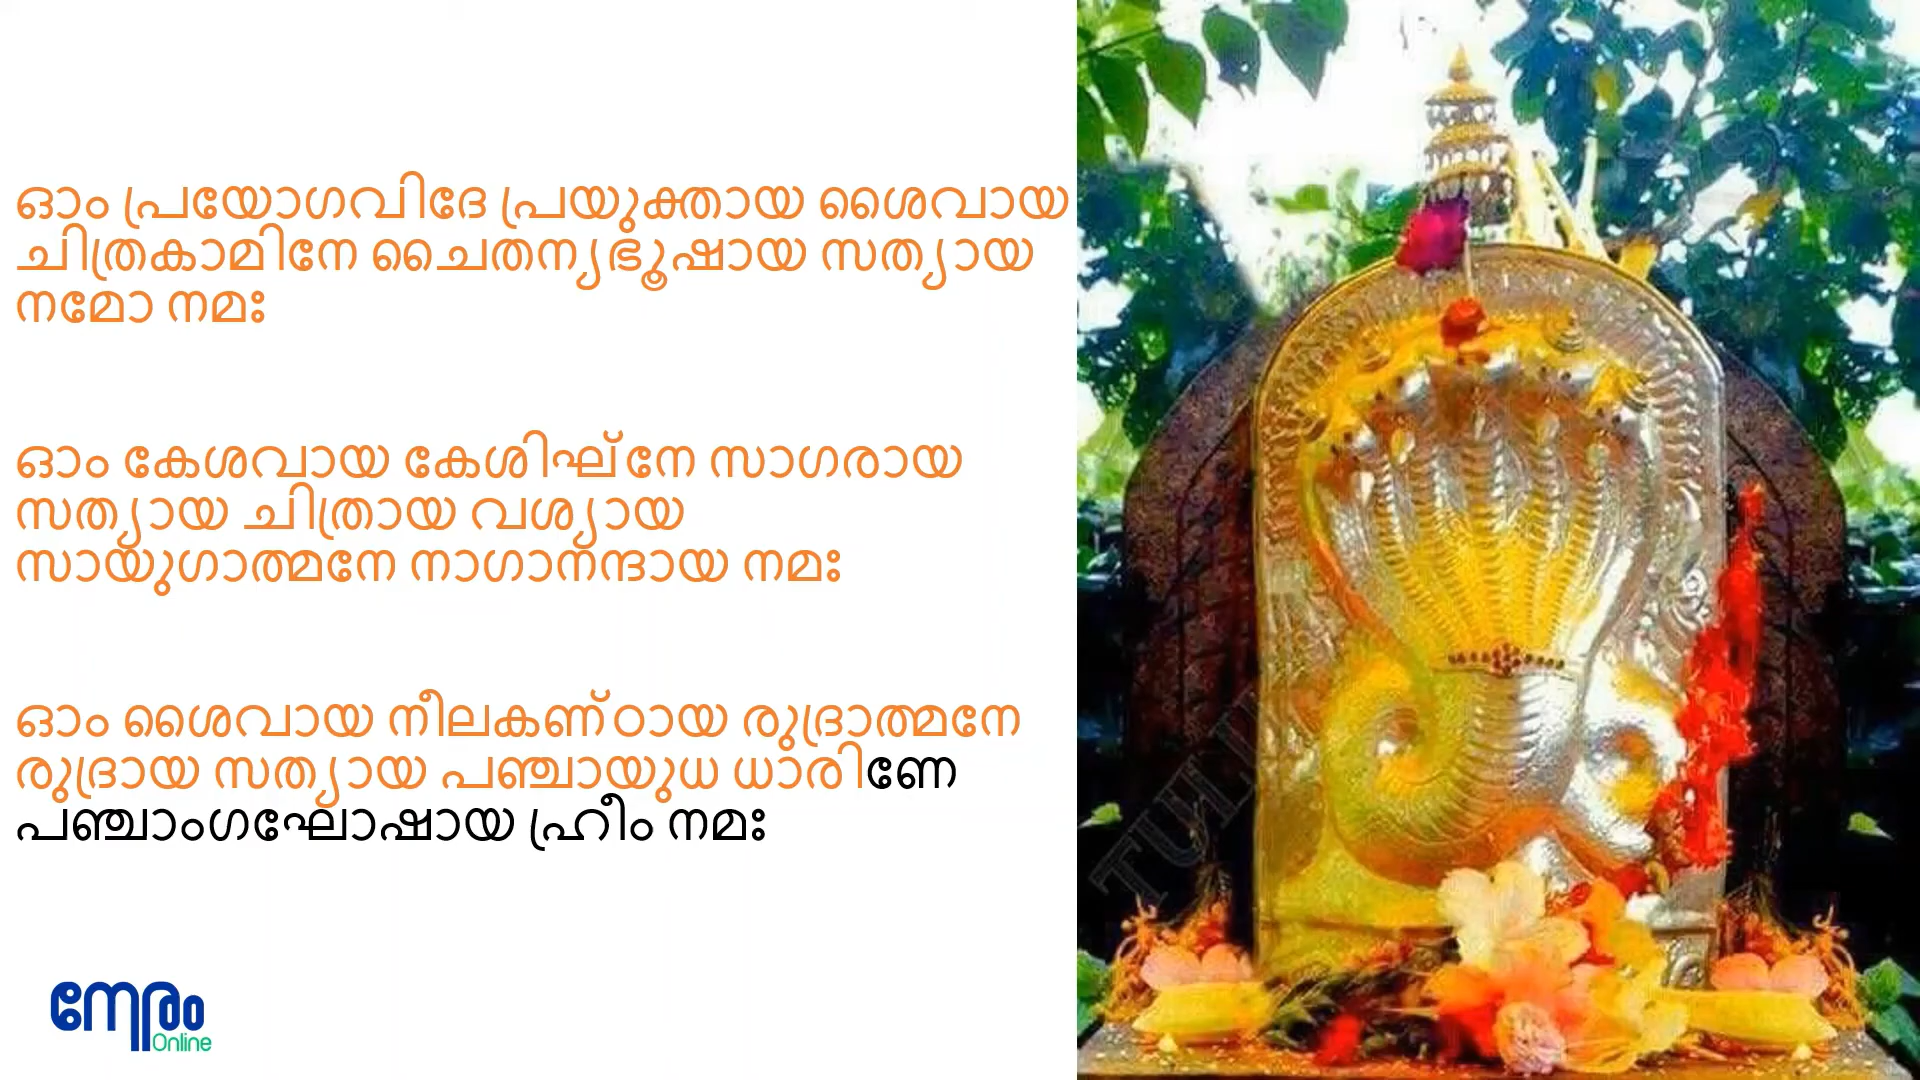 ഓം പ്രയോഗവിദേ പ്രയുക്തായ ശൈവായ
ചിത്രകാമിനേ ചൈതന്യഭൂഷായ സത്യായ
നമോ നമഃ
ഓം കേശവായ കേശിഘ്‌നേ സാഗരായ
സത്യായ ചിത്രായ വശ്യായ
സായുഗാത്മനേ നാഗാനന്ദായ നമഃ
ഓം ശൈവായ നീലകണ്ഠായ രുദ്രാത്മനേ
രുദ്രായ സത്യായ പഞ്ചായുധ ധാരിണേ
പഞ്ചാംഗഘോഷായ ഹ്രീം നമഃ
നേരം
Online